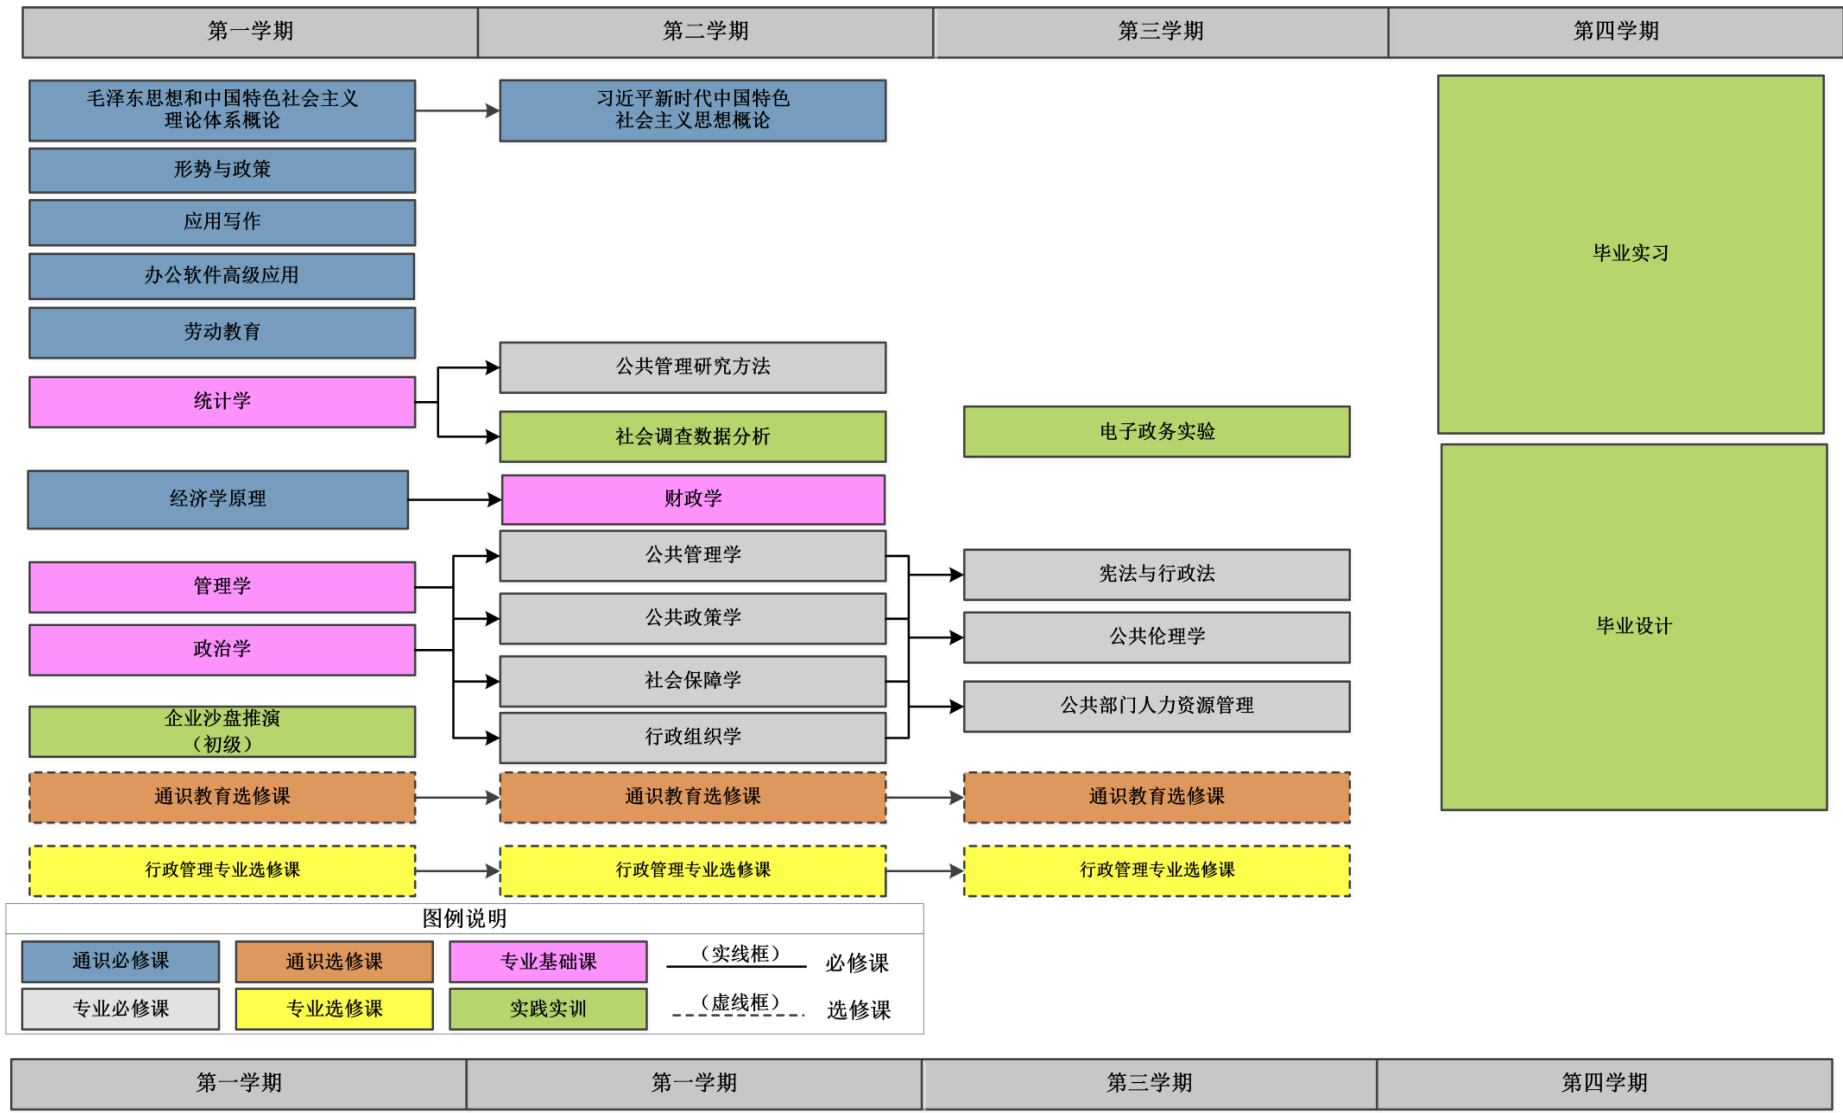 第一学期
第二学期
第三学期
第四学期
毛泽东思想和中国特色社会主义
理论体系概论
习近平新时代中国特色
社会主义思想概论
形势与政策
应用写作
办公软件高级应用
劳动教育
毕业实习
统计学
公共管理研究方法
社会调查数据分析
电子政务实验
经济学原理
财政学
管理学
政治学
公共管理学
公共政策学
社会保障学
行政组织学
宪法与行政法
公共伦理学
公共部门人力资源管理
毕业设计
企业沙盘推演
（初级）
通识教育选修课
通识教育选修课
通识教育选修课
行政管理专业选修课
行政管理专业选修课
行政管理专业选修课
图例说明
通识必修课
通识选修课
专业基础课
（实线框）
必修课
专业必修课
专业选修课
实践实训
（虚线框）
选修课
第一学期
第一学期
第三学期
第四学期